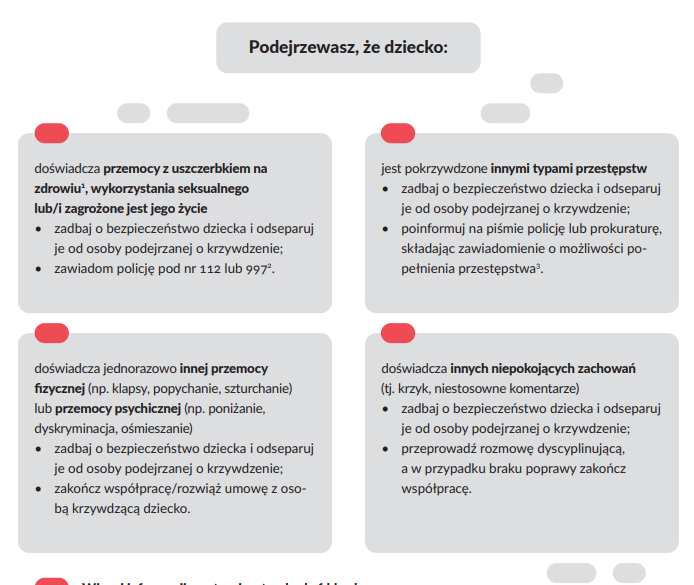 Podejrzewasz, że dziecko:
doświadcza przemocy z uszczerbkiem na
zdrowiu¹, wykorzystania seksualnego
lub/i zagrożone jest jego życie
• zadbaj o bezpieczeństwo dziecka i odseparuj
je od osoby podejrzanej o krzywdzenie;
• zawiadom policję pod nr 112 lub 997².
jest pokrzywdzone innymi typami przestępstw
• zadbaj o bezpieczeństwo dziecka i odseparuj
je od osoby podejrzanej o krzywdzenie;
• poinformuj na piśmie policję lub prokuraturę,
składając zawiadomienie o możliwości po-
pełnienia przestępstwa³.
doświadcza jednorazowo innej przemocy
fizycznej (np. klapsy, popychanie, szturchanie)
lub przemocy psychicznej (np. poniżanie,
dyskryminacja, ośmieszanie)
• zadbaj o bezpieczeństwo dziecka i odseparuj
je od osoby podejrzanej o krzywdzenie;
• zakończ współpracę/rozwiąż umowę z oso-
bą krzywdzącą dziecko.
doświadcza innych niepokojących zachowań
(tj. krzyk, niestosowne komentarze)
• zadbaj o bezpieczeństwo dziecka i odseparuj
je od osoby podejrzanej o krzywdzenie;
• przeprowadź rozmowę dyscyplinującą,
a w przypadku braku poprawy zakończ
współpracę.